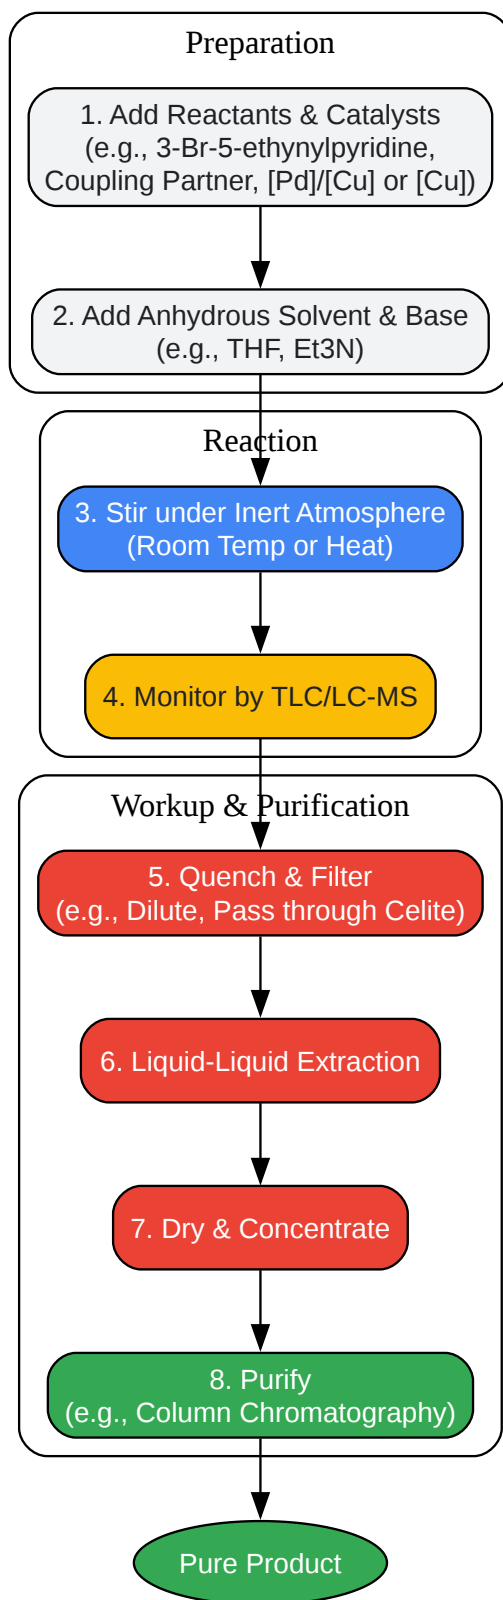 Preparation
1. Add Reactants & Catalysts
(e.g., 3-Br-5-ethynylpyridine,
Coupling Partner, [Pd]/[Cu] or [Cu])
2. Add Anhydrous Solvent & Base
(e.g., THF, Et3N)
Reaction
3. Stir under Inert Atmosphere
(Room Temp or Heat)
4. Monitor by TLC/LC-MS
Workup & Purification
5. Quench & Filter
(e.g., Dilute, Pass through Celite)
6. Liquid-Liquid Extraction
7. Dry & Concentrate
8. Purify
(e.g., Column Chromatography)
Pure Product